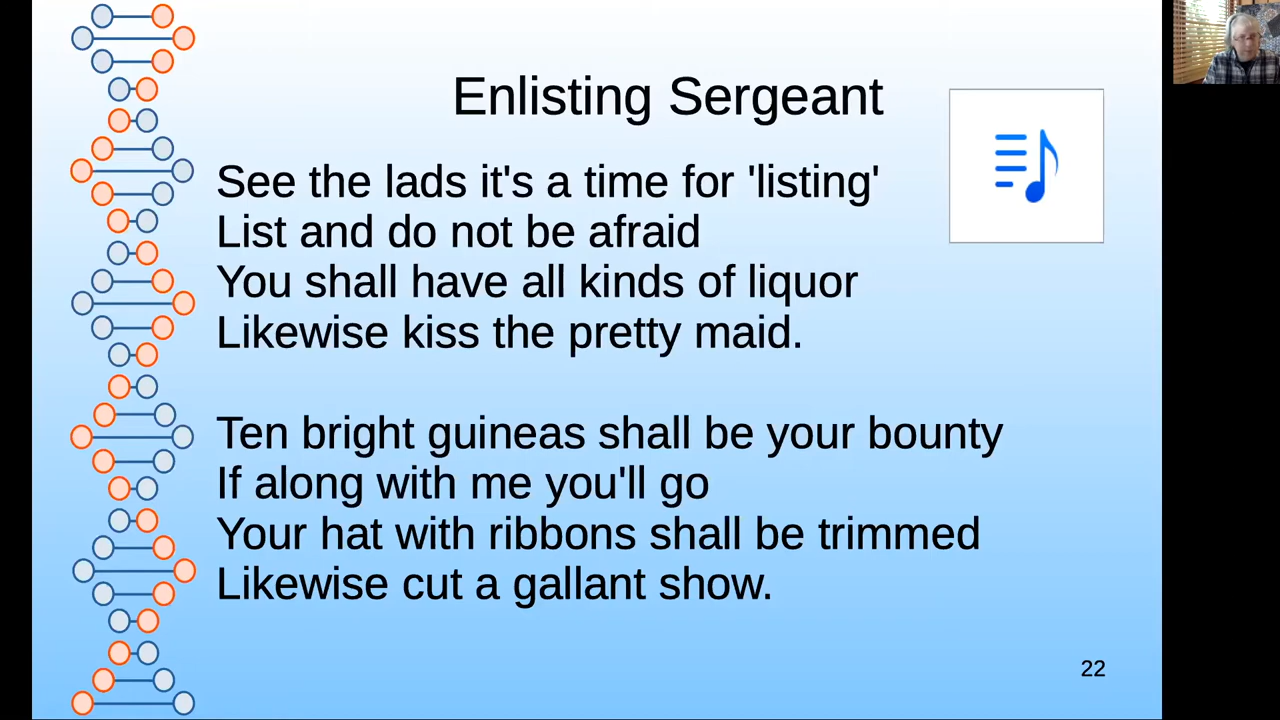 Enlisting Sergeant
See the lads it's a time for 'listing'
List and do not be afraid
You shall have all kinds of liquor
Likewise kiss the pretty maid.
Ten bright guineas shall be your bounty
If along with me you'll go
Your hat with ribbons shall be trimmed
Likewise cut a gallant show.
22